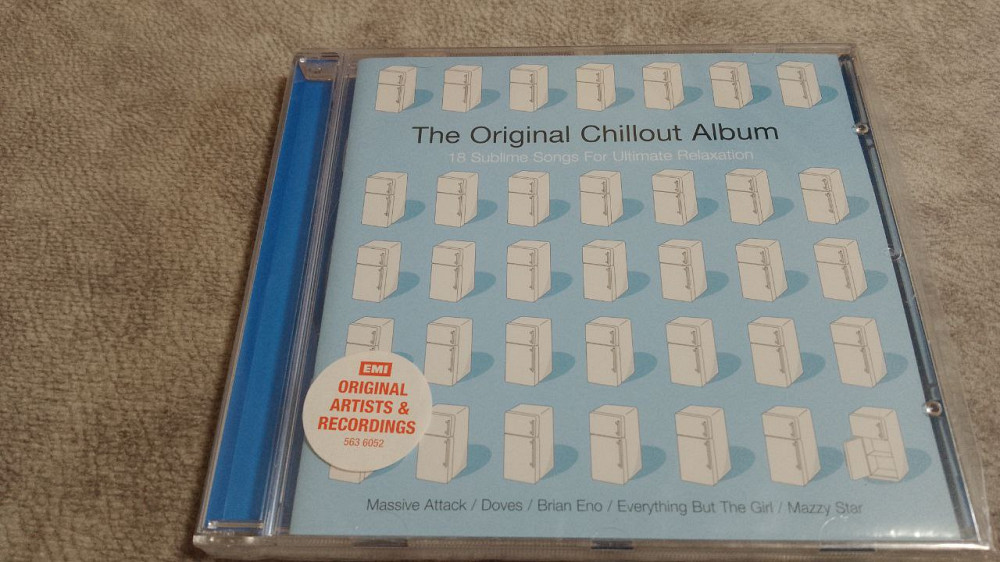 The Original Chillout Album
18 Sublime Songs For Ultimate Relaxation
EMI
ORIGINAL
ARTISTS &
RECORDINGS
563 6052
Massive Attack / Doves / Brian Eno / Everything But The Girl / Mazzy Star